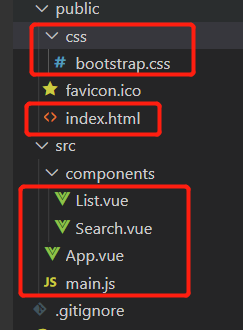 public
css
# bootstrap.css
favicon.ico
<> index.html
src
components
List.vue
Search.vue
App.vue
JS main.js
.gitignore